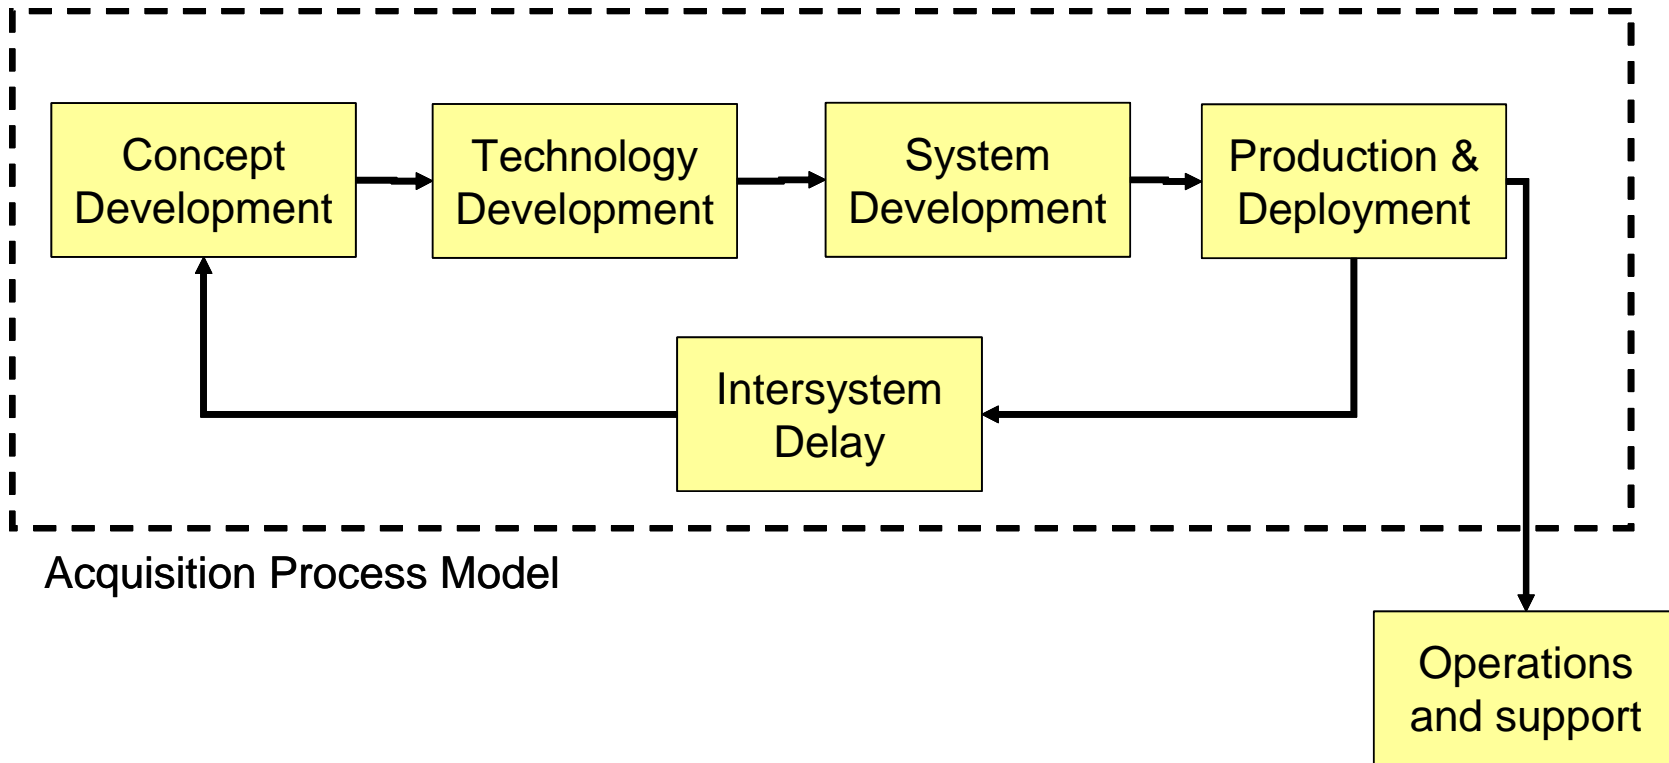 Concept
Development
Technology
Development
System
Development
Production &
Deployment
Intersystem
Delay
Acquisition Process Model
Operations
and support